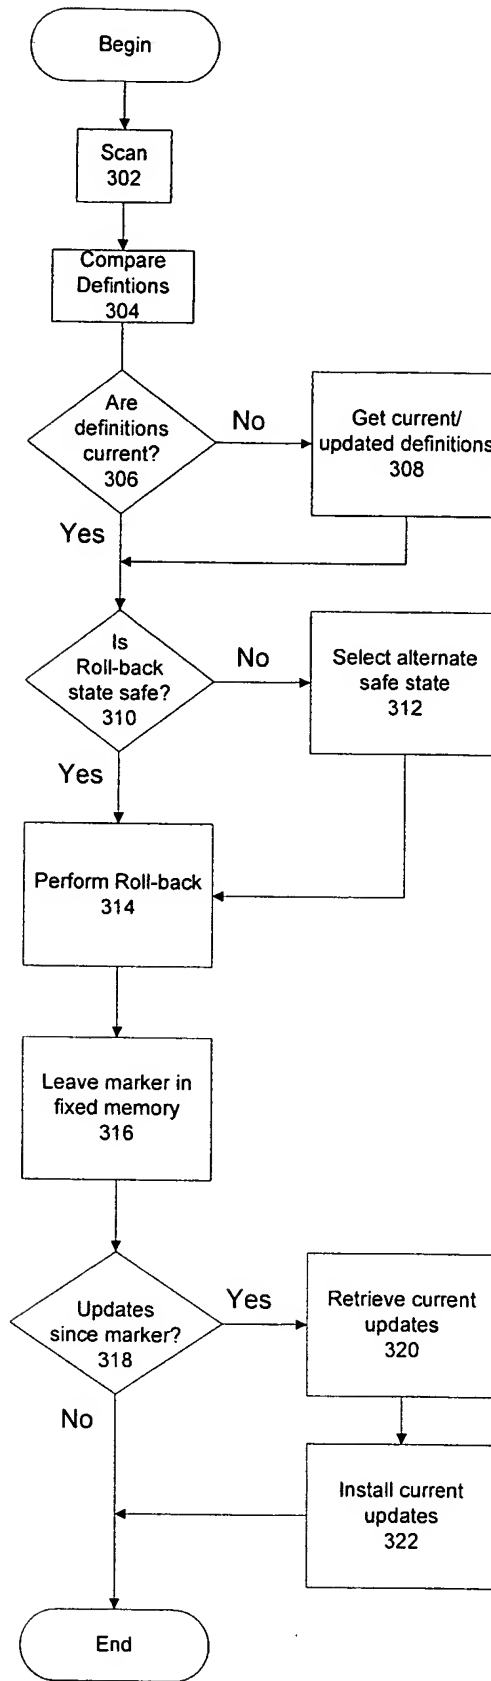 Begin
Scan
302
Compare
Defintions
304
Are
definitions
current?
306
No
Get current/
updated definitions
308
Yes
Is
Roll-back
state safe?
310
No
Select alternate
safe state
312
Yes
Perform Roll-back
314
Leave marker in
fixed memory
316
Updates
since marker?
318
Yes
Retrieve current
updates
320
No
Install current
updates
322
End